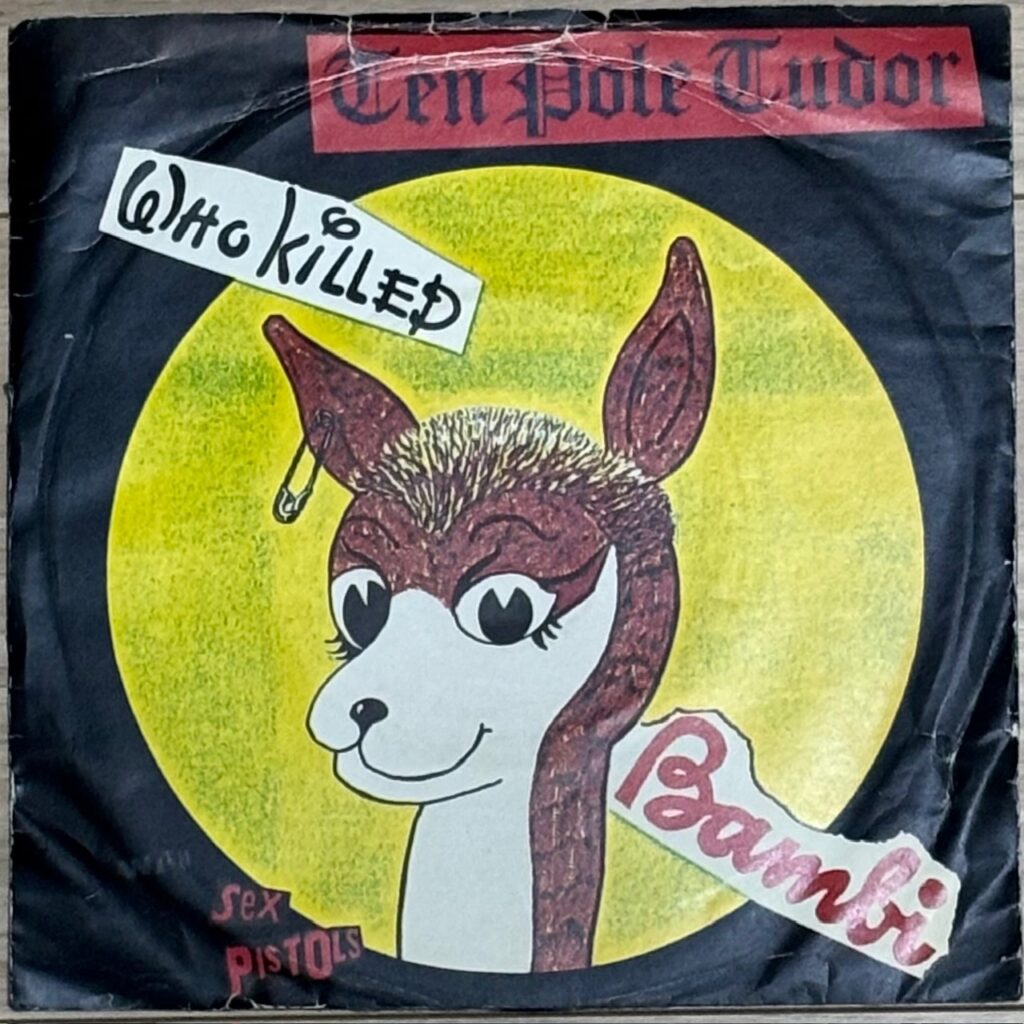 Ten Pole Tudor
WHO KiLLED
Bambi
Sex
PISTOLS